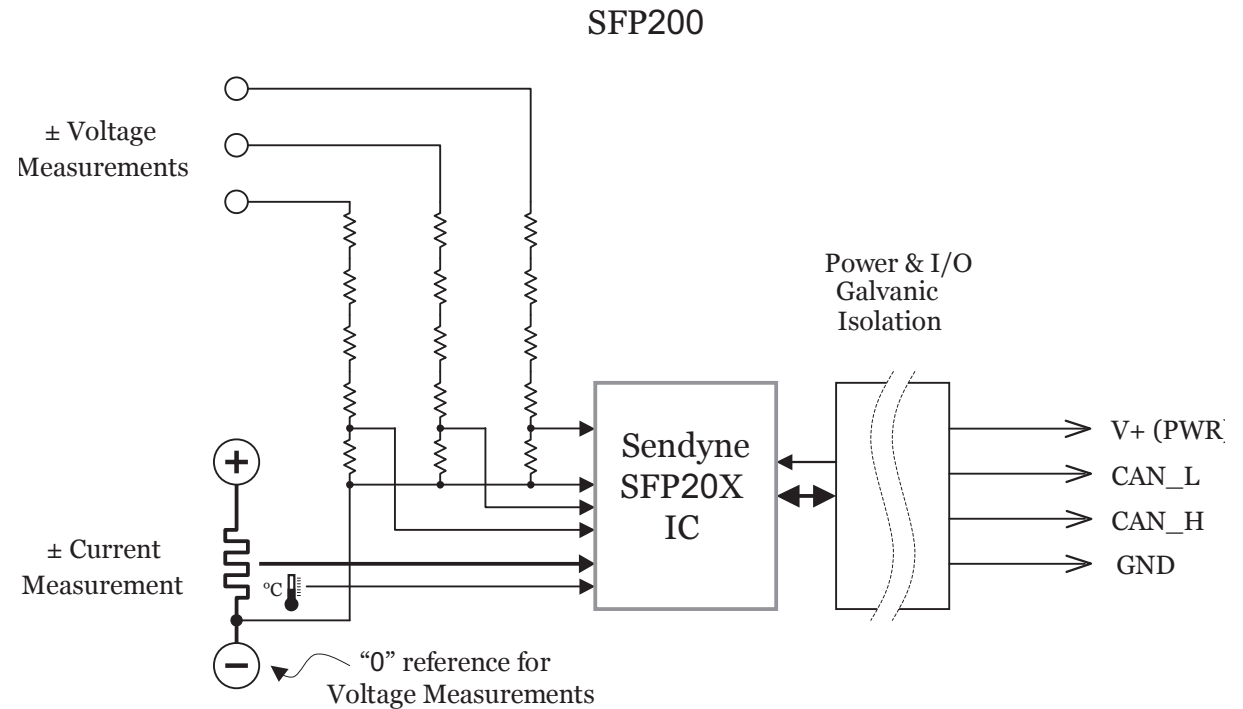 SFP200
± Voltage
Measurements
Power & I/O
Galvanic
Isolation
Sendyne
SFP20X
IC
V+ (PWR)
CAN_L
CAN_H
GND
+
± Current
Measurement
°C
−
“0” reference for
Voltage Measurements